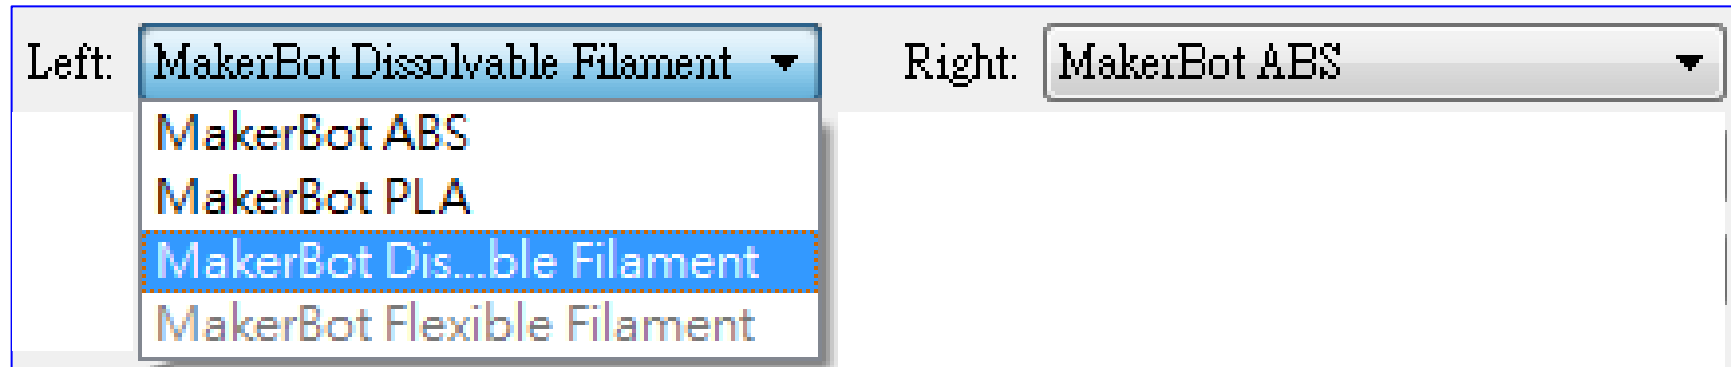 Left: MakerBot Dissolvable Filament Right: MakerBot ABS
MakerBot ABS
MakerBot PLA
MakerBot Dis...ble Filament
MakerBot Flexible Filament